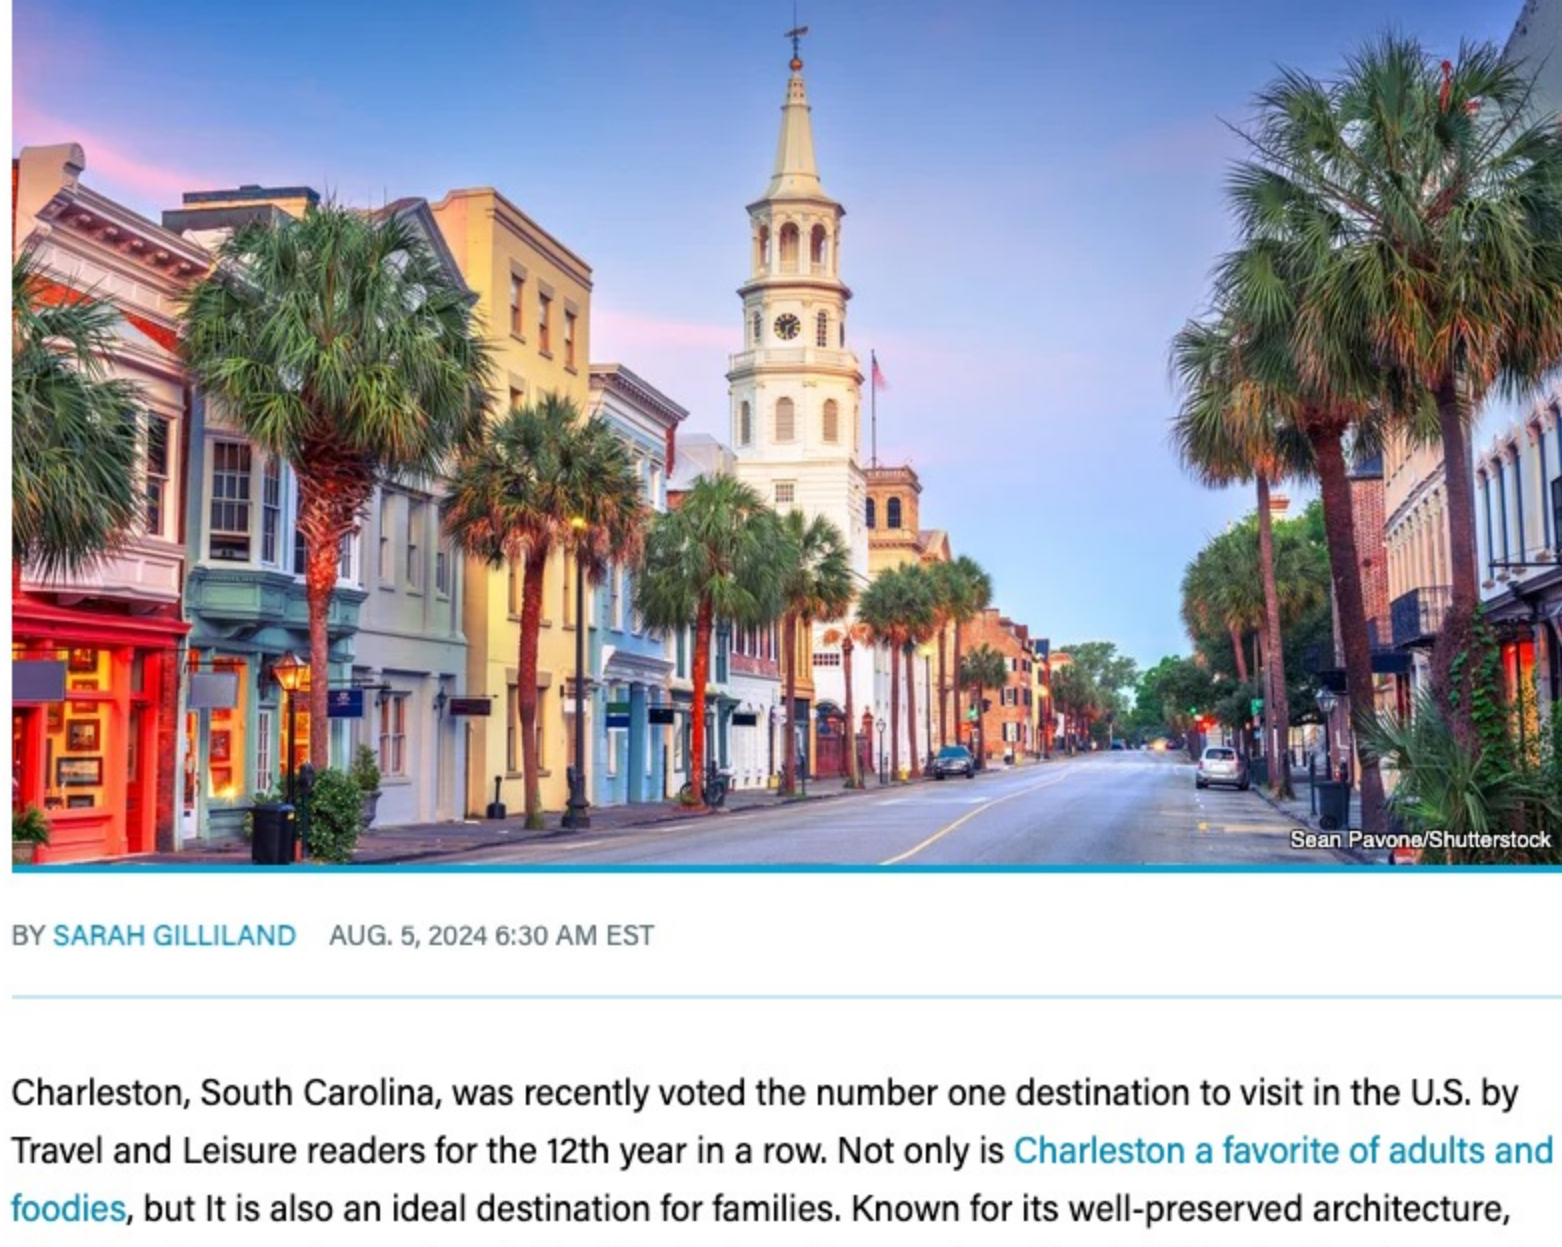 Sean Pavone/Shutterstock
BY SARAH GILLILAND AUG. 5, 2024 6:30 AM EST
Charleston, South Carolina, was recently voted the number one destination to visit in the U.S. by
Travel and Leisure readers for the 12th year in a row. Not only is Charleston a favorite of adults and
foodies, but It is also an ideal destination for families. Known for its well-preserved architecture,